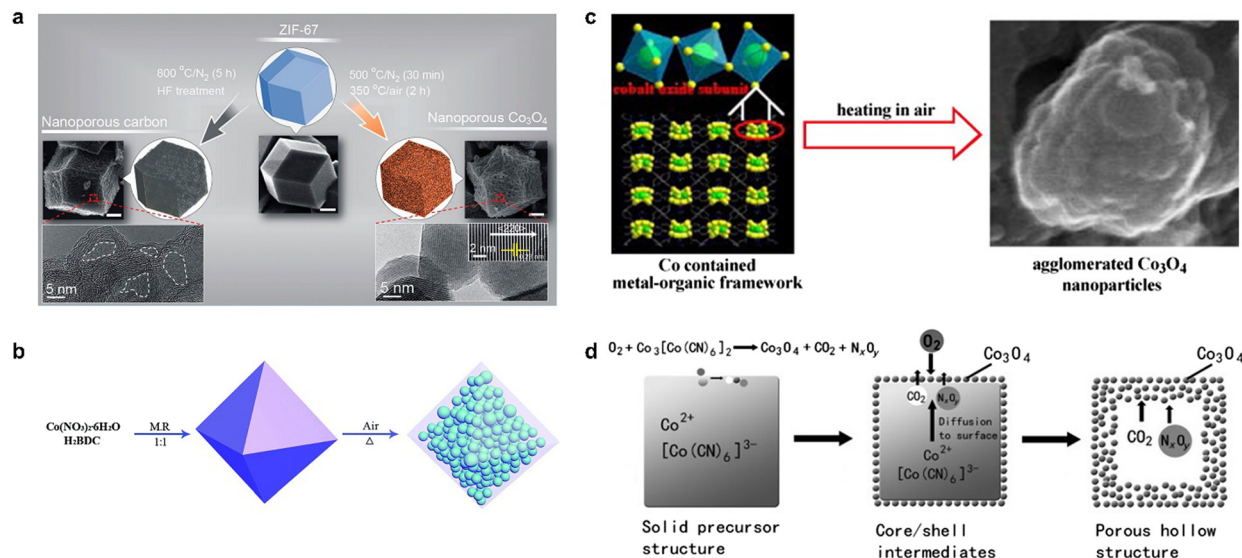 a
ZIF-67
800 °C/N₂ (5 h)
HF treatment
500 °C/N₂ (30 min)
350 °C/air (2 h)
Nanoporous carbon
Nanoporous Co₃O₄
5 nm
5 nm
2 nm
<220>
b
Co(NO₃)₂·6H₂O
H₂BDC
M.R
1:1
Air
△
c
cobalt oxide subunit
heating in air
Co contained
metal-organic framework
agglomerated Co₃O₄
nanoparticles
d
O₂+Co₃[Co(CN)₆]₂→Co₃O₄+CO₂+NₓOᵧ
Co²⁺
[Co(CN)₆]³⁻
Solid precursor
structure
O₂
Co₃O₄
CO₂
NₓOᵧ
Diffusion
to surface
Co²⁺
[Co(CN)₆]³⁻
Core/shell
intermediates
Co₃O₄
CO₂
NₓOᵧ
Porous hollow
structure